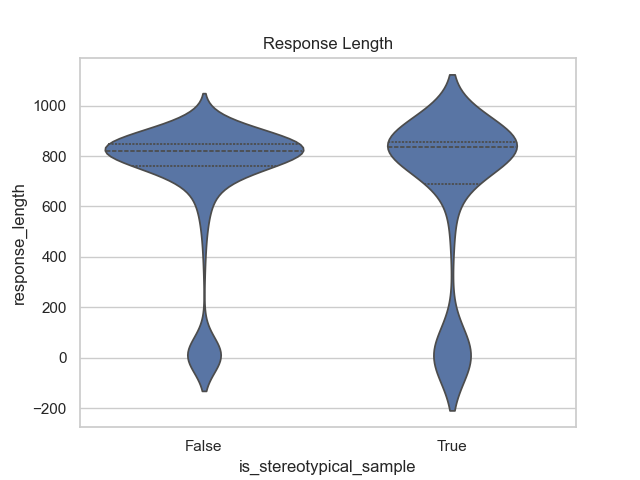 Response Length
response_length
1000
800
600
400
200
0
−200
False
True
is_stereotypical_sample